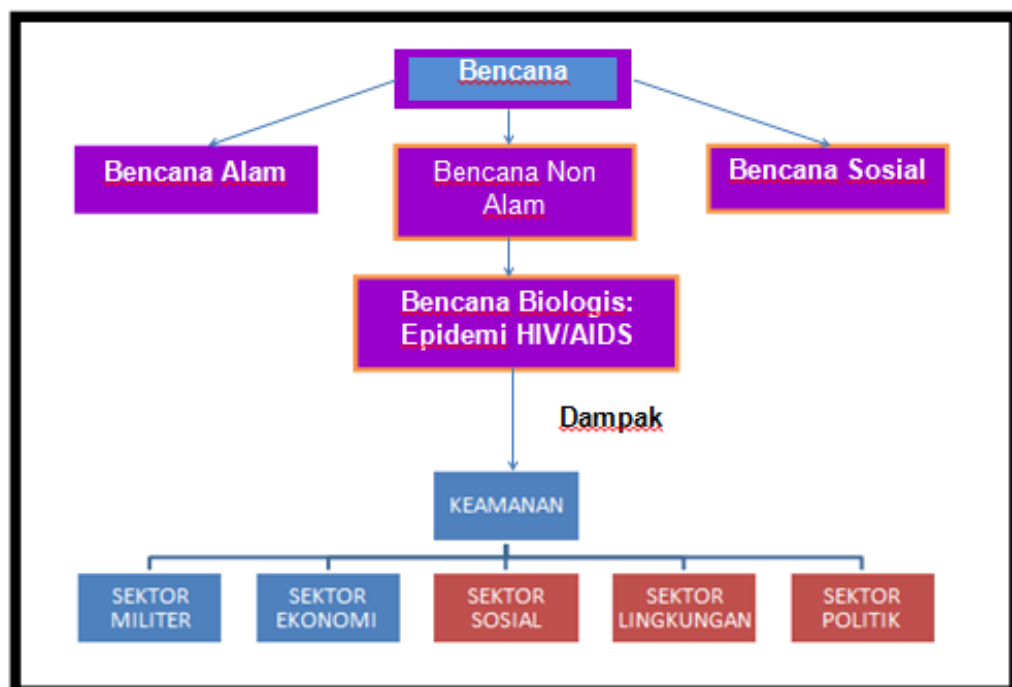 Bencana
Bencana Alam
Bencana Non
Alam
Bencana Sosial
Bencana Biologis:
Epidemi HIV/AIDS
Dampak
KEAMANAN
SEKTOR
MILITER
SEKTOR
EKONOMI
SEKTOR
SOSIAL
SEKTOR
LINGKUNGAN
SEKTOR
POLITIK